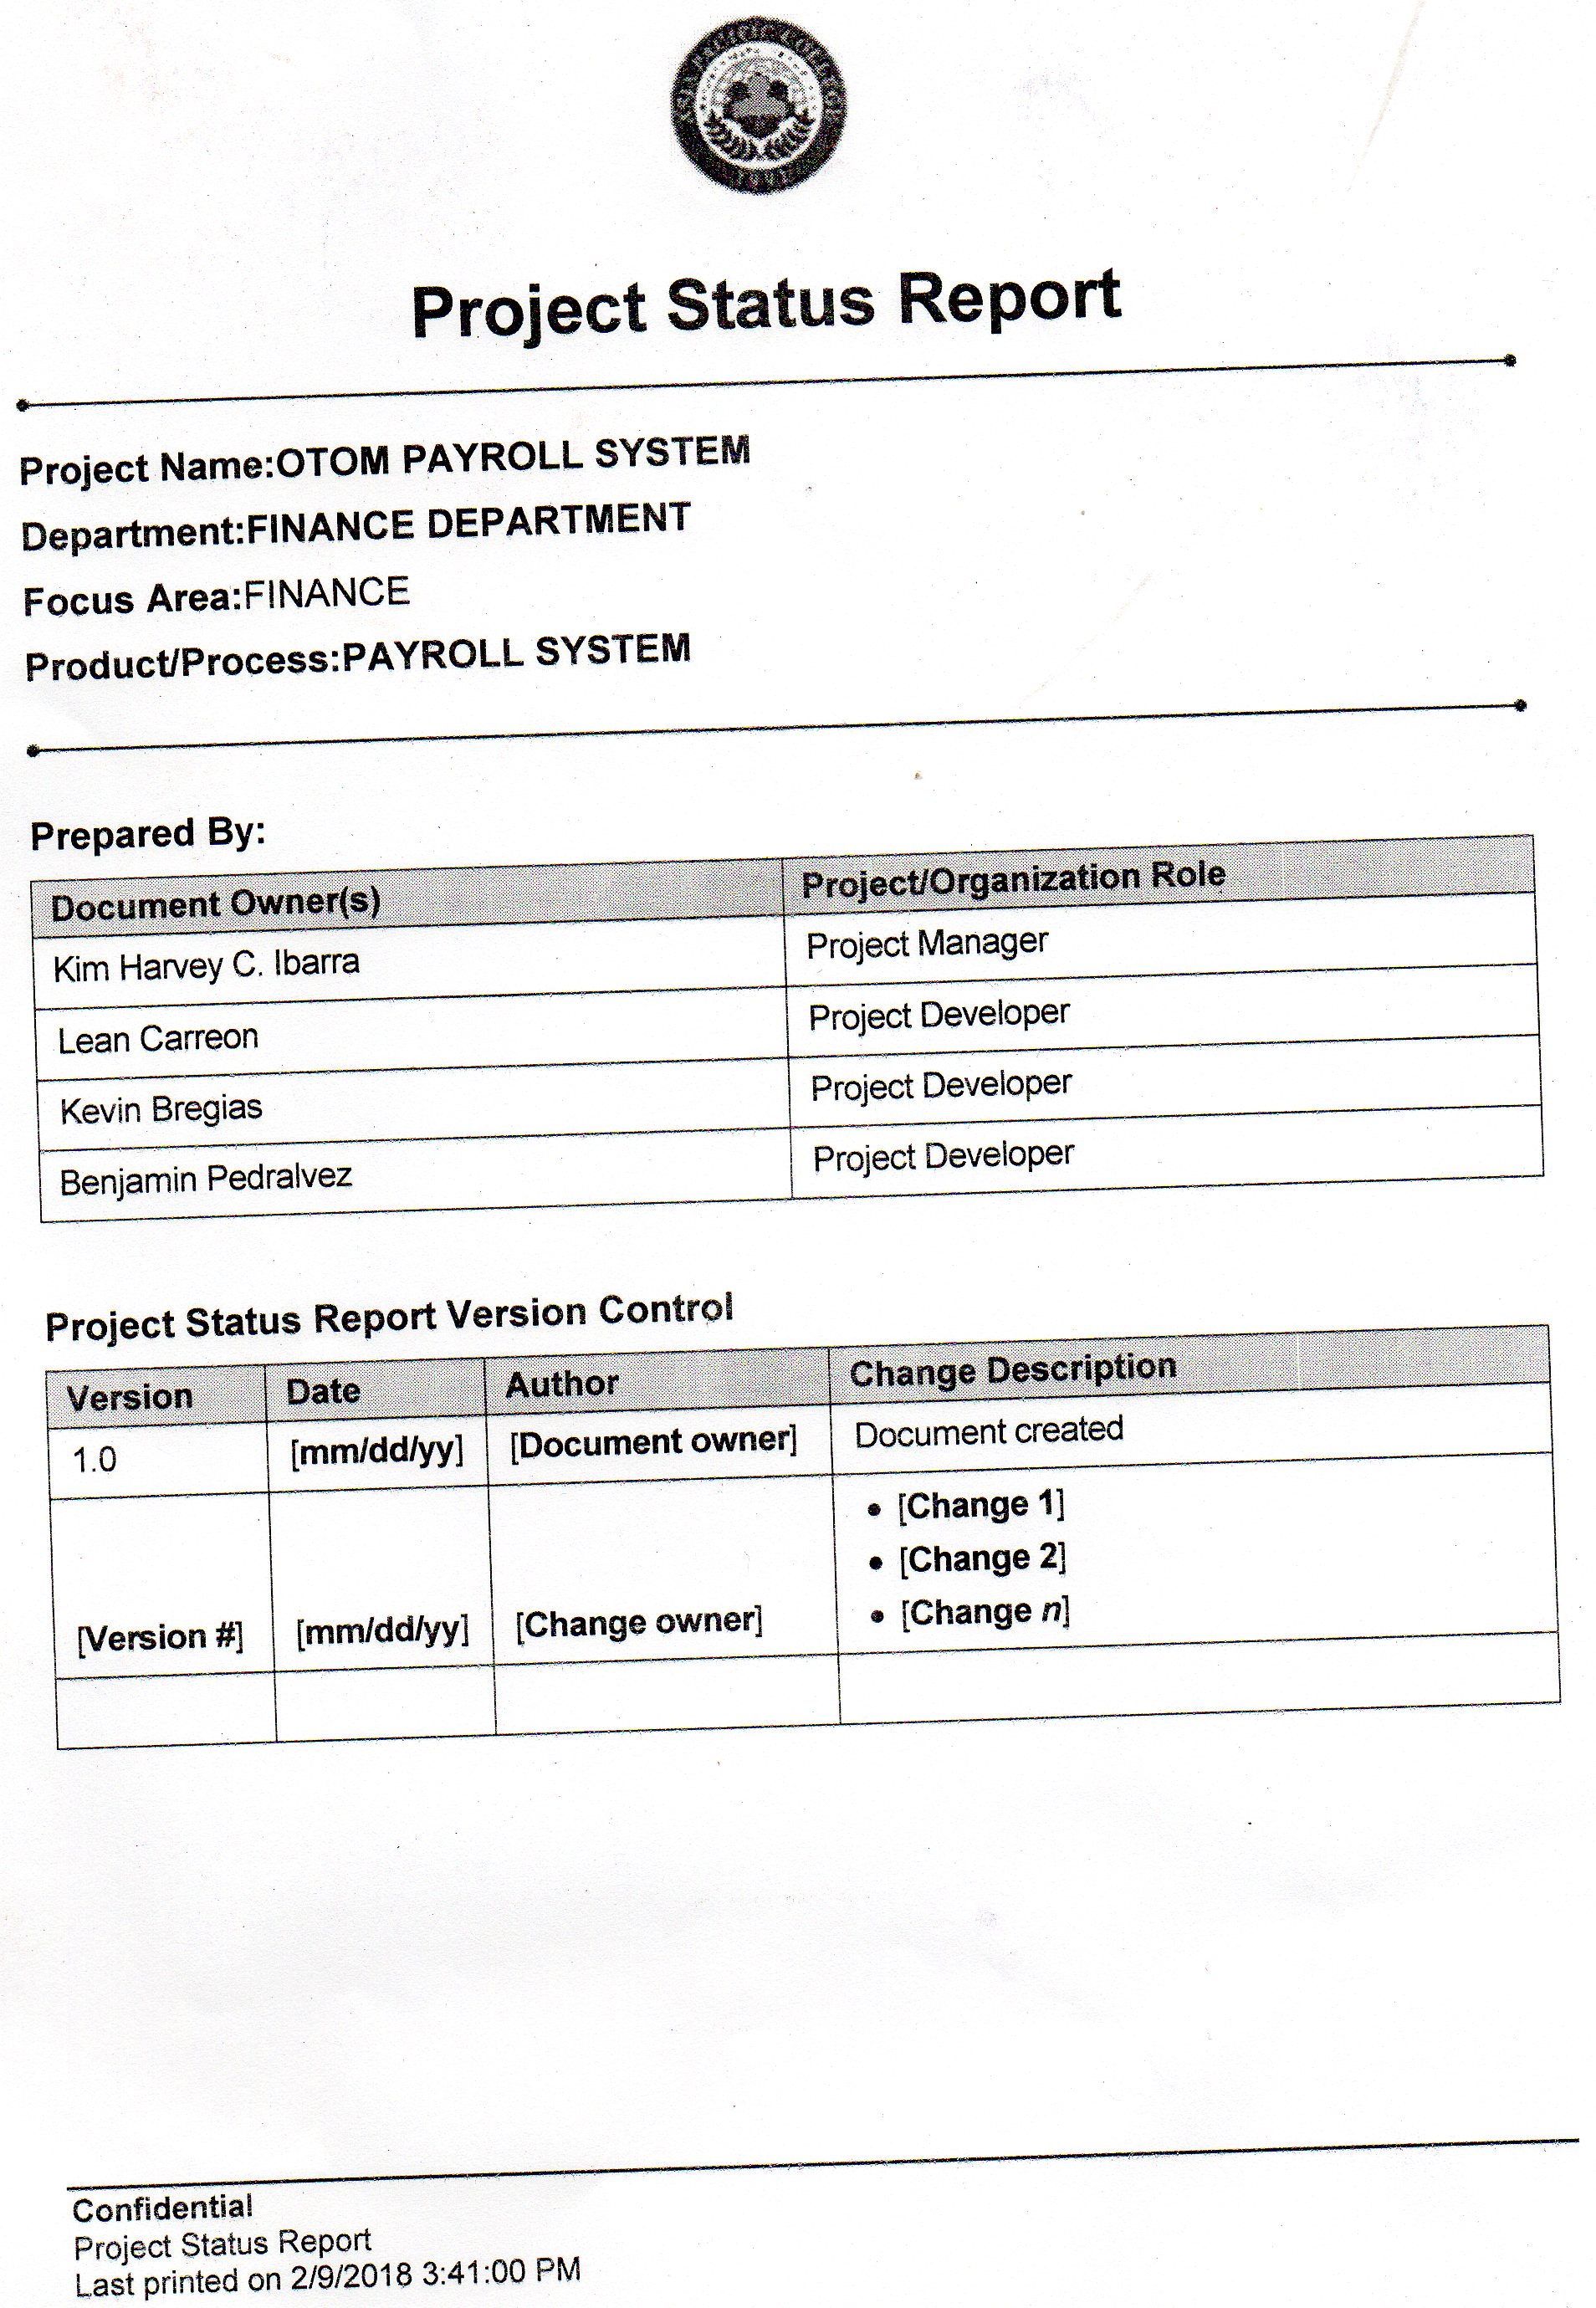 Project Status Report
Project Name:OTOM PAYROLL SYSTEM
Department:FINANCE DEPARTMENT
Focus Area:FINANCE
Product/Process:PAYROLL SYSTEM
Prepared By:
Document Owner(s) Project/Organization Role
Kim Harvey C. Ibarra Project Manager
Lean Carreon Project Developer
Kevin Bregias Project Developer
Benjamin Pedralvez Project Developer
Project Status Report Version Control
Version Date Author Change Description
1.0 [mm/dd/yy] [Document owner] Document created
• [Change 1]
• [Change 2]
[Version #] [mm/dd/yy] [Change owner] • [Change n]
Confidential
Project Status Report
Last printed on 2/9/2018 3:41:00 PM